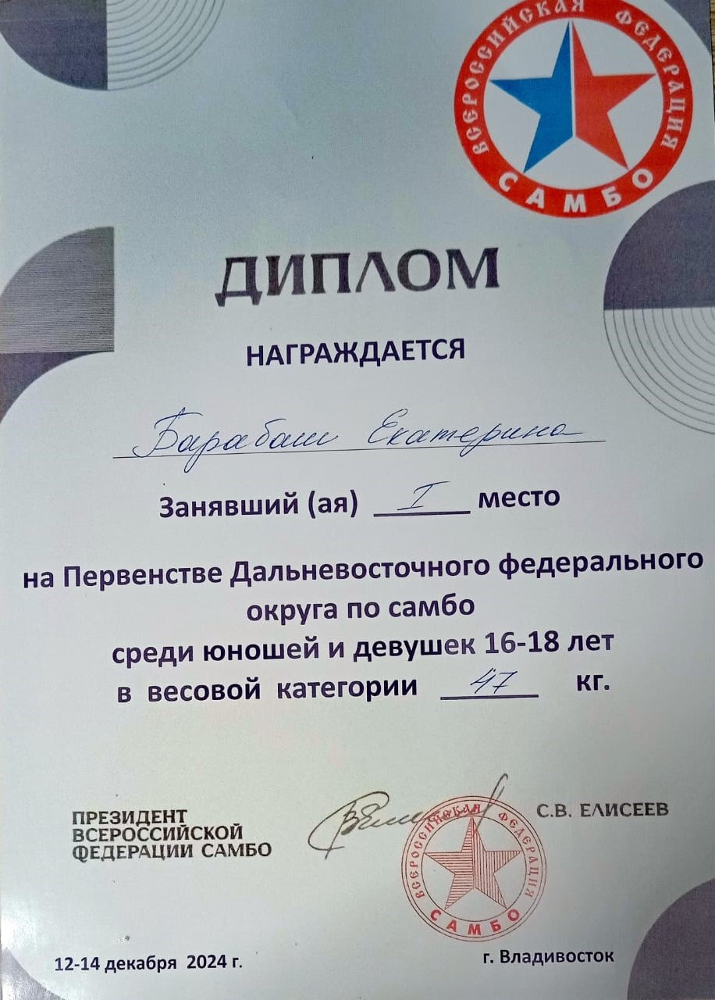 ВСЕРОССИЙСКАЯ ФЕДЕРАЦИЯ
САМБО
ДИПЛОМ
НАГРАЖДАЕТСЯ
Барабаш Екатерина
Занявший (ая) I место
на Первенстве Дальневосточного федерального
округа по самбо
среди юношей и девушек 16-18 лет
в весовой категории 47 кг.
ПРЕЗИДЕНТ
ВСЕРОССИЙСКОЙ
ФЕДЕРАЦИИ САМБО
С.В. ЕЛИСЕЕВ
ВСЕРОССИЙСКАЯ ФЕДЕРАЦИЯ
САМБО
12-14 декабря 2024 г.
г. Владивосток